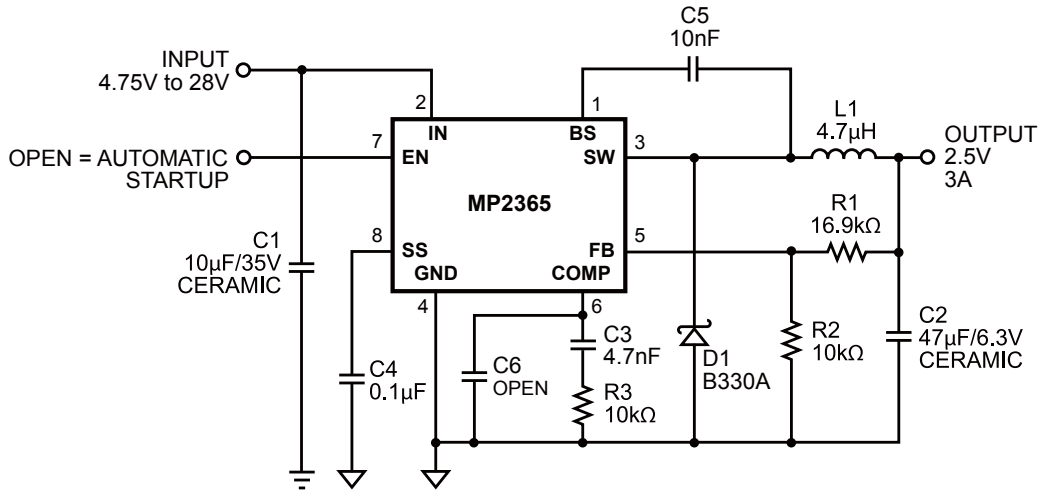 C5
10nF
INPUT
4.75V to 28V
2
1
IN
BS
L1
4.7µH
7
3
EN
SW
OPEN = AUTOMATIC
STARTUP
OUTPUT
2.5V
3A
MP2365
R1
16.9kΩ
8
5
SS
FB
C1
10µF/35V
CERAMIC
GND
COMP
4
6
C3
4.7nF
C4
0.1µF
C6
OPEN
R3
10kΩ
D1
B330A
R2
10kΩ
C2
47µF/6.3V
CERAMIC